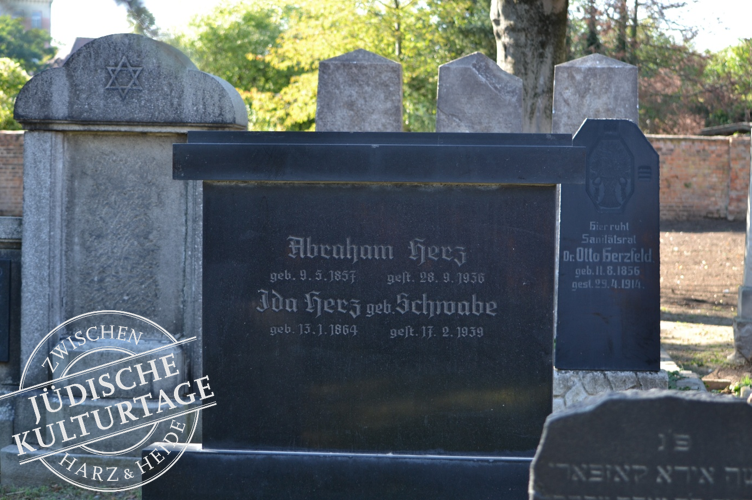 Abraham Herz
geb. 9.5.1857 gest. 28.9.1936
Ida Herz geb. Schwabe
geb. 13.1.1864 gest. 17.2.1939
Hier ruht
Sanitätsrat
Dr. Otto Herzfeld
geb. 11.6.1856
gest. 29.4.1914.
פ״נ
אידא
ZWISCHEN
JÜDISCHE
KULTURTAGE
HARZ & HEIDE